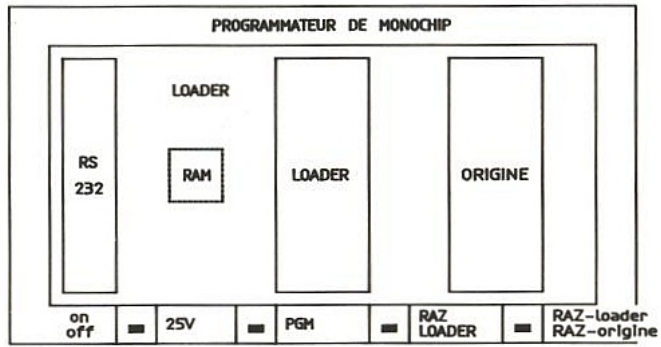 PROGRAMMATEUR DE MONOCHIP
LOADER
RS
232
RAM
LOADER
ORIGINE
on
off
25V
PGM
RAZ
LOADER
RAZ-loader
RAZ-origine